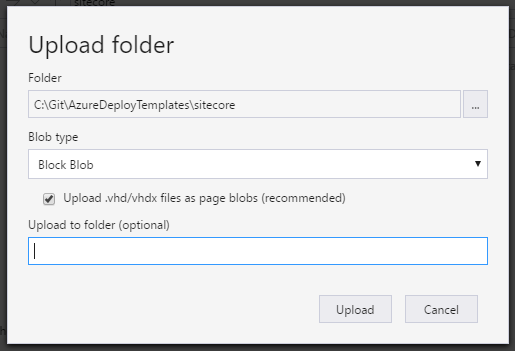 sitecore
Upload folder
Folder
C:\Git\AzureDeployTemplates\sitecore
...
Blob type
Block Blob
Upload .vhd/vhdx files as page blobs (recommended)
Upload to folder (optional)
Upload
Cancel